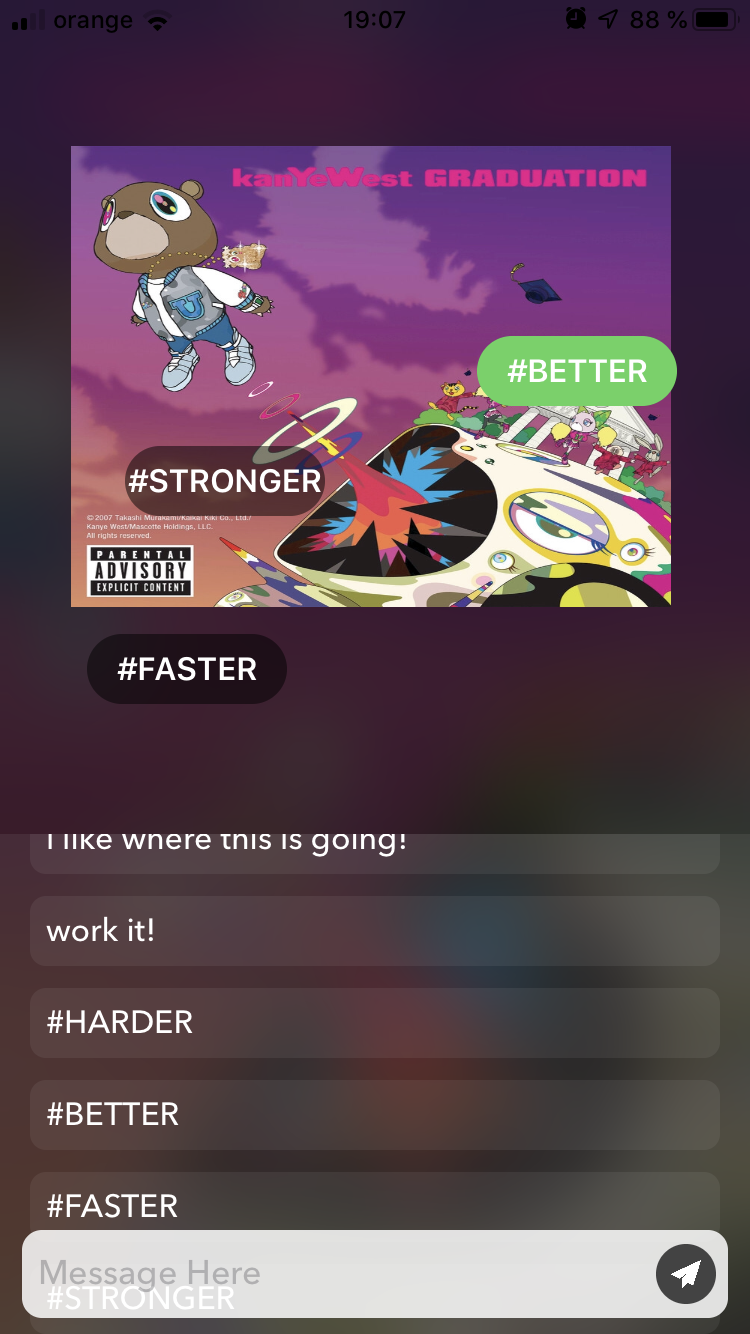 orange
19:07
88 %
kanYeWest GRADUATION
#BETTER
#STRONGER
© 2007 Takashi Murakami/Kaikai Kiki Co., Ltd./
Kanye West/Mascotte Holdings, LLC.
All rights reserved.
PARENTAL
ADVISORY
EXPLICIT CONTENT
#FASTER
I like where this is going!
work it!
#HARDER
#BETTER
#FASTER
Message Here
#STRONGER